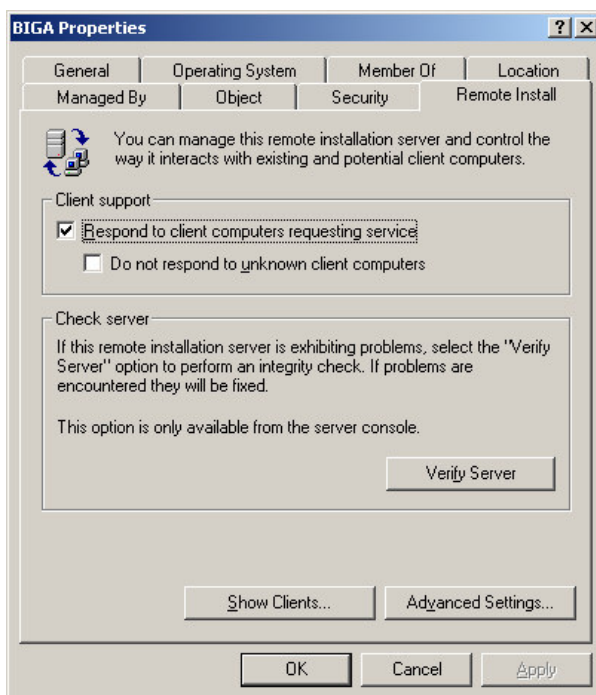 BIGA Properties
General
Operating System
Member Of
Location
Managed By
Object
Security
Remote Install
You can manage this remote installation server and control the
way it interacts with existing and potential client computers.
Client support
Respond to client computers requesting service
Do not respond to unknown client computers
Check server
If this remote installation server is exhibiting problems, select the "Verify
Server" option to perform an integrity check. If problems are
encountered they will be fixed.
This option is only available from the server console.
Verify Server
Show Clients...
Advanced Settings...
OK
Cancel
Apply